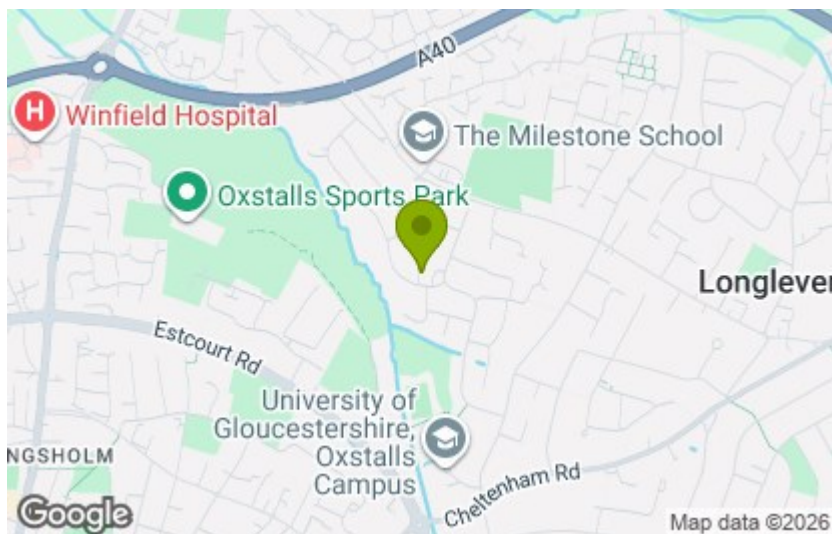 A40
H
Winfield Hospital
The Milestone School
Oxstalls Sports Park
Longlever
Estcourt Rd
University of
Gloucestershire,
Oxstalls
Campus
NGSHOLM
Cheltenham Rd
Google
Map data ©2026